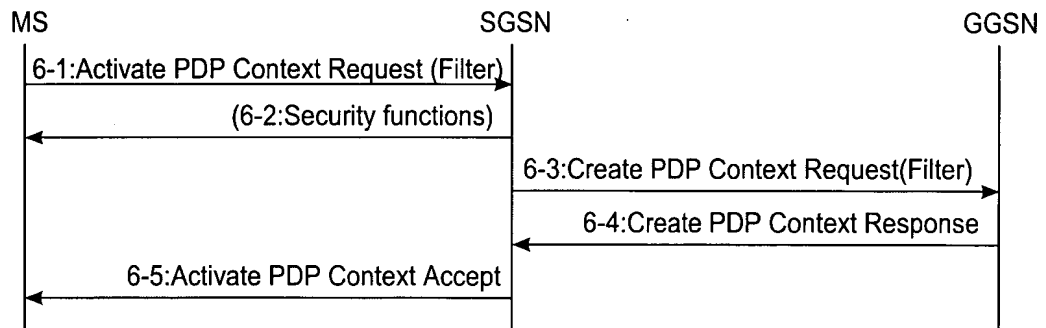 MS
SGSN
GGSN
6-1:Activate PDP Context Request (Filter)
(6-2:Security functions)
6-3:Create PDP Context Request(Filter)
6-4:Create PDP Context Response
6-5:Activate PDP Context Accept